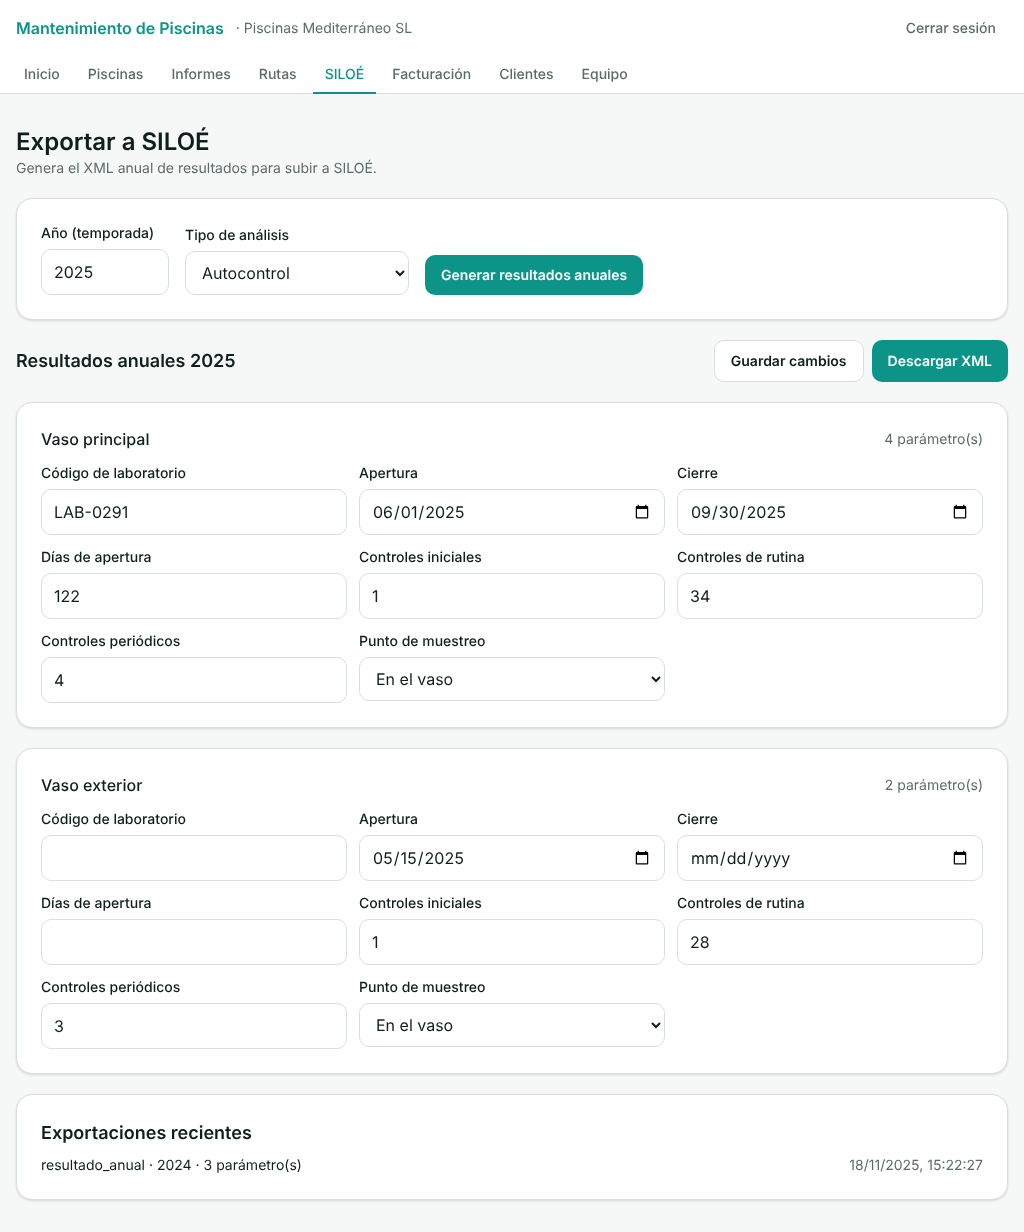 Mantenimiento de Piscinas · Piscinas Mediterráneo SL Cerrar sesión
Inicio Piscinas Informes Rutas SILOÉ Facturación Clientes Equipo
Exportar a SILOÉ
Genera el XML anual de resultados para subir a SILOÉ.
Año (temporada) Tipo de análisis
2025 Autocontrol Generar resultados anuales
Resultados anuales 2025 Guardar cambios Descargar XML
Vaso principal 4 parámetro(s)
Código de laboratorio Apertura Cierre
LAB-0291 06/01/2025 09/30/2025
Días de apertura Controles iniciales Controles de rutina
122 1 34
Controles periódicos Punto de muestreo
4 En el vaso
Vaso exterior 2 parámetro(s)
Código de laboratorio Apertura Cierre
05/15/2025 mm/dd/yyyy
Días de apertura Controles iniciales Controles de rutina
1 28
Controles periódicos Punto de muestreo
3 En el vaso
Exportaciones recientes
resultado_anual · 2024 · 3 parámetro(s) 18/11/2025, 15:22:27